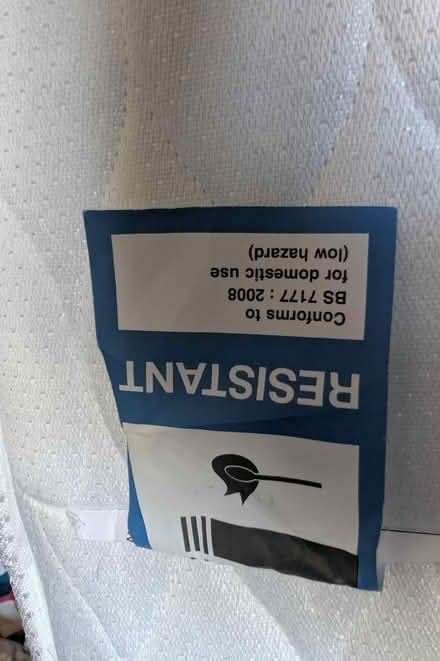 RESISTANT
Conforms to
BS 7177 : 2008
for domestic use
(low hazard)